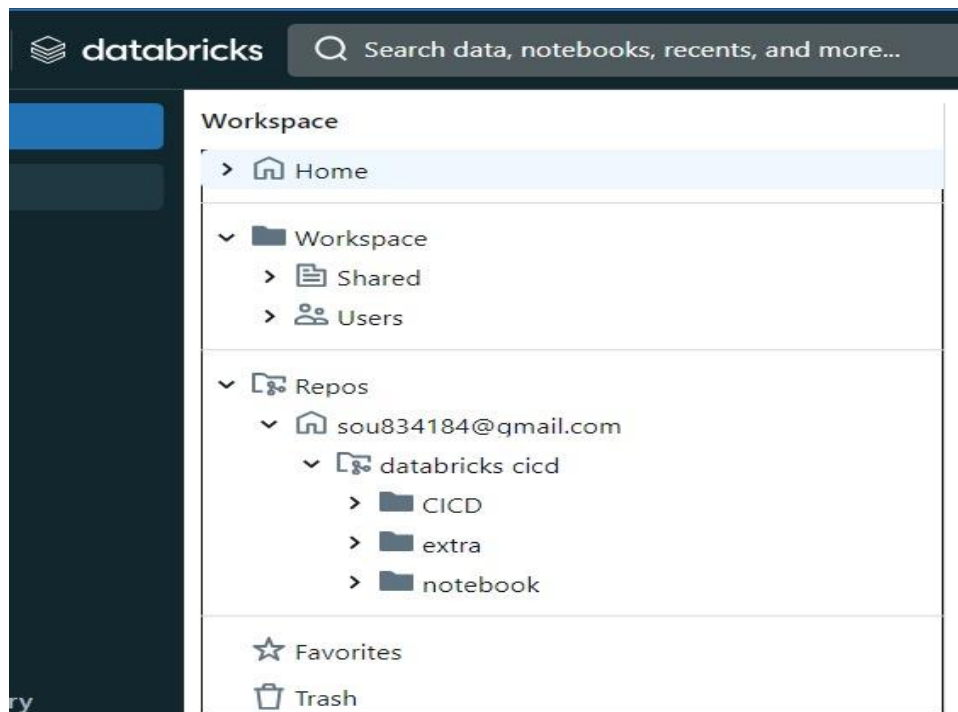 databricks
Search data, notebooks, recents, and more...
Workspace
Home
Workspace
Shared
Users
Repos
sou834184@gmail.com
databricks cicd
CICD
extra
notebook
Favorites
Trash
ry